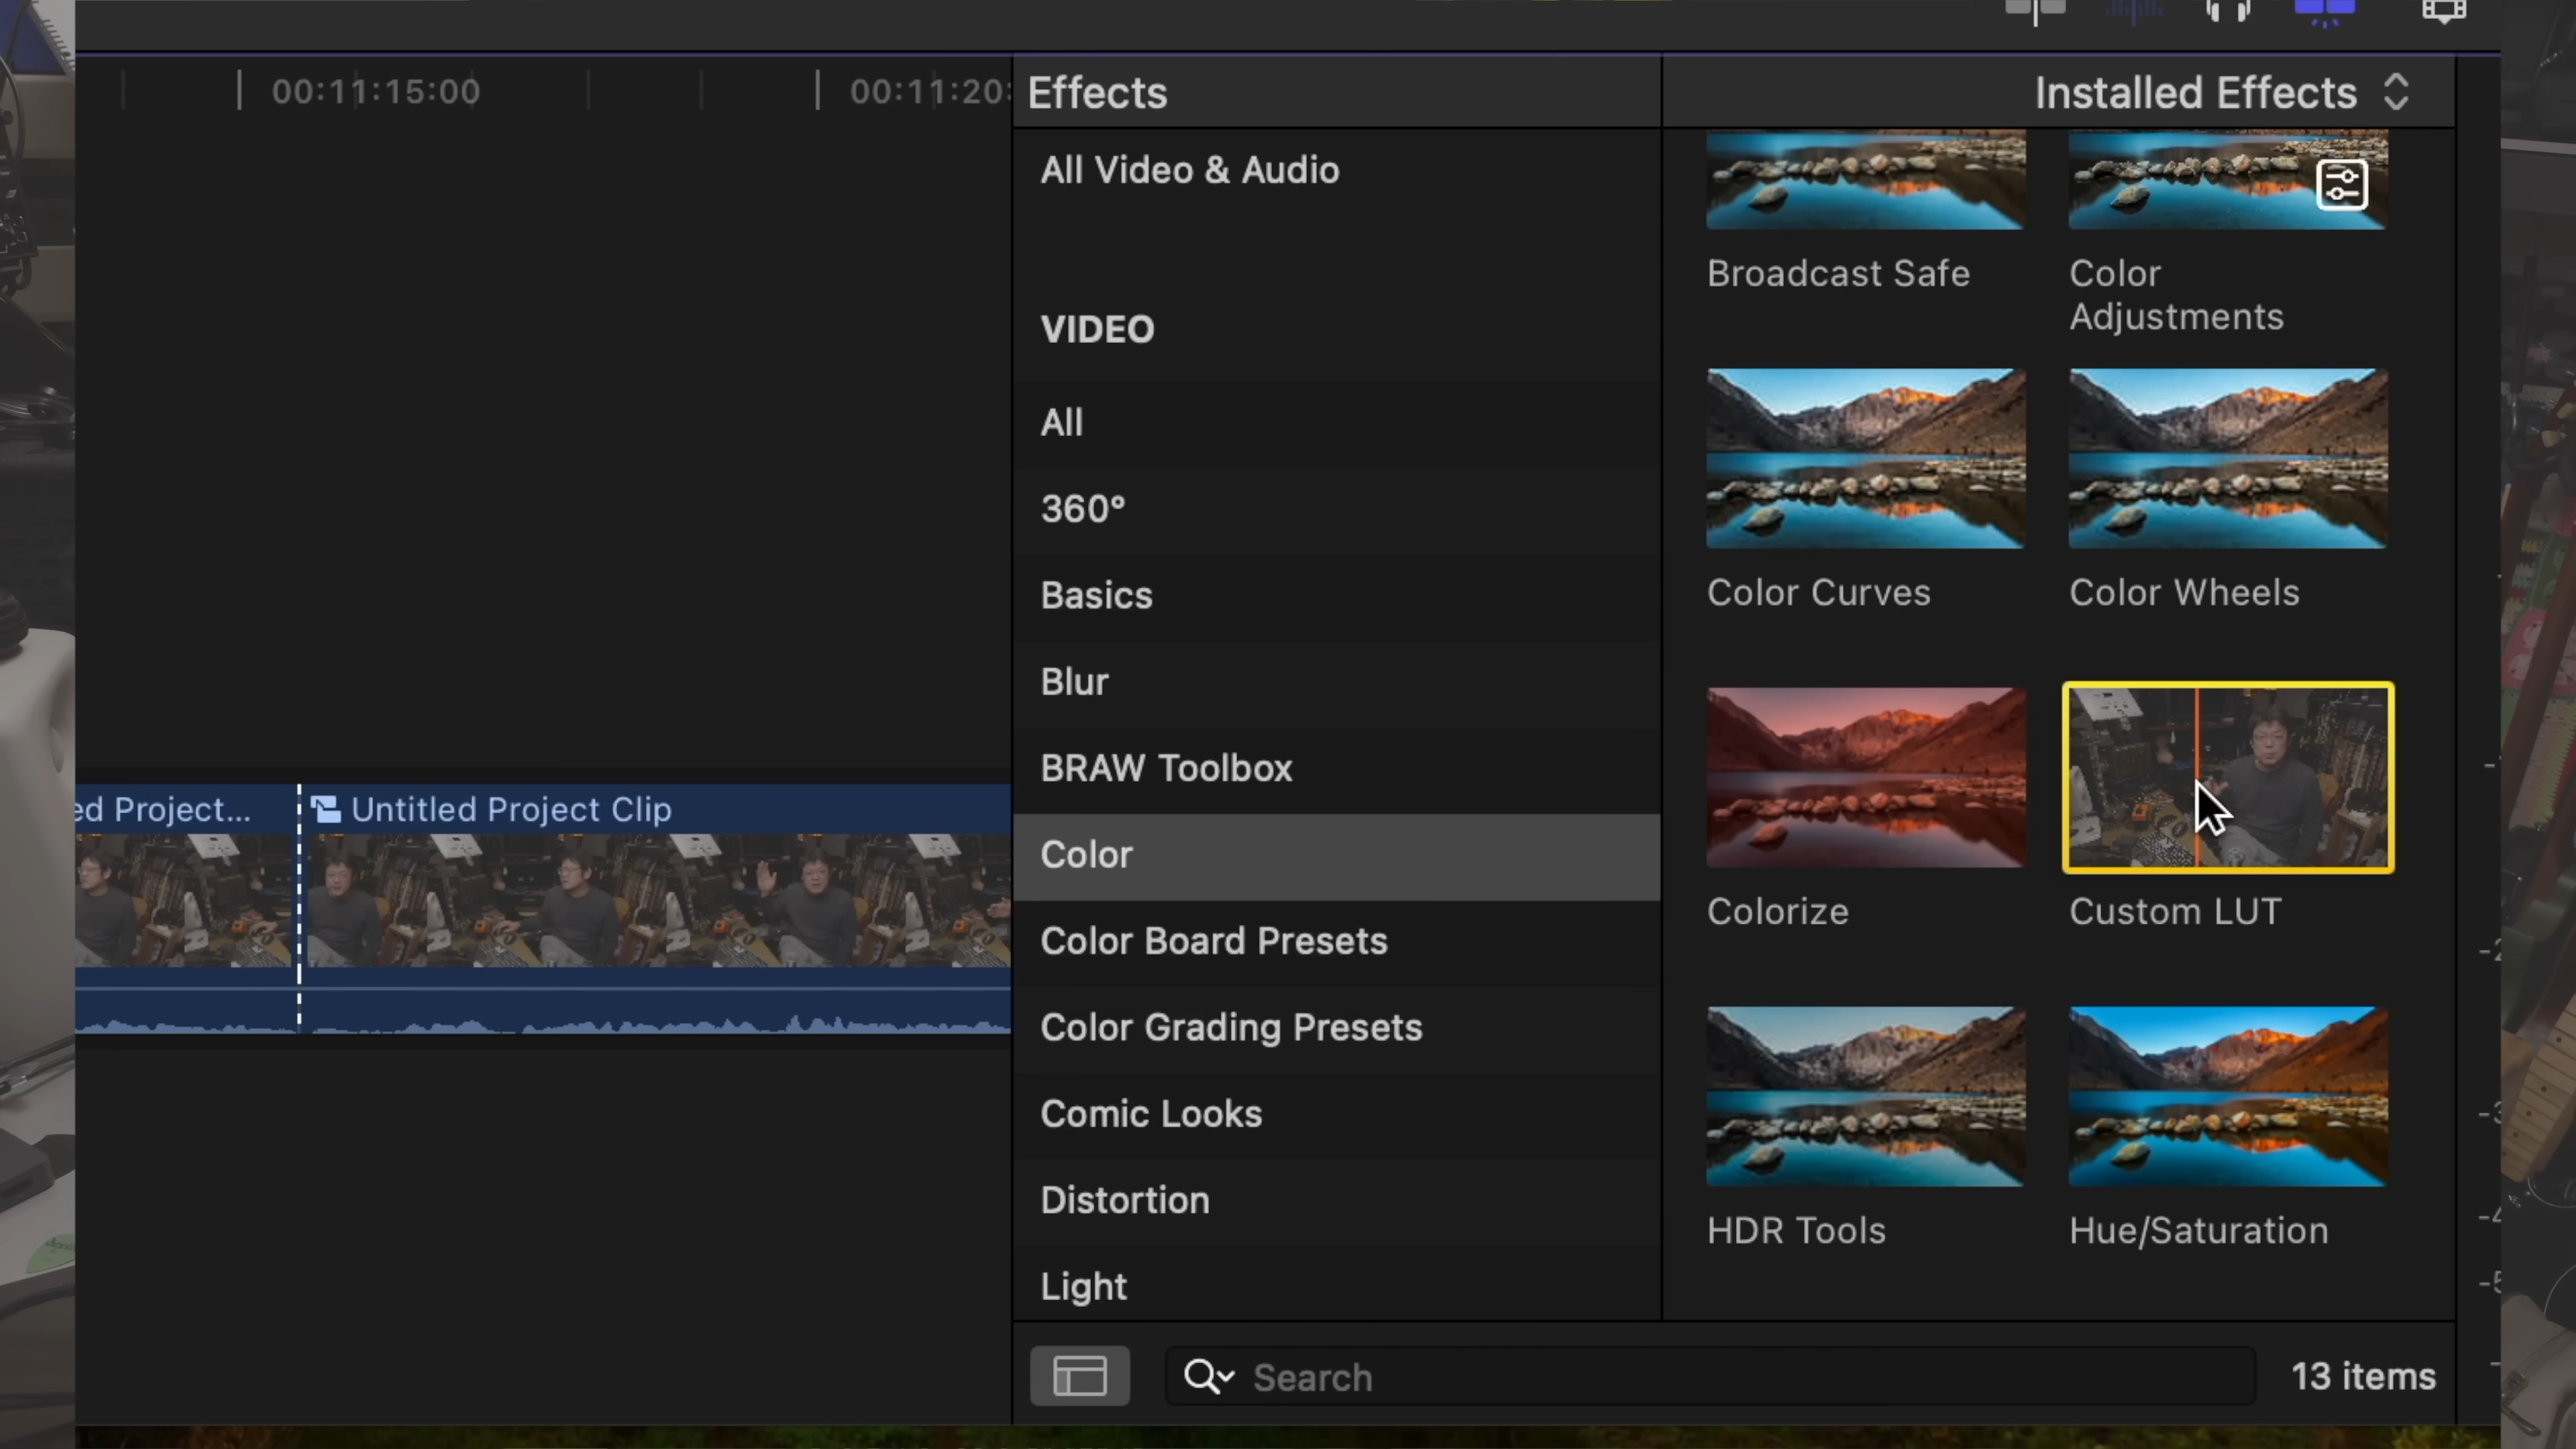 00:11:15:00
00:11:20:
Effects
Installed Effects
All Video & Audio
VIDEO
All
360°
Basics
Blur
BRAW Toolbox
Color
Color Board Presets
Color Grading Presets
Comic Looks
Distortion
Light
Broadcast Safe
Color
Adjustments
Color Curves
Color Wheels
Colorize
Custom LUT
HDR Tools
Hue/Saturation
ed Project...
Untitled Project Clip
Search
13 items